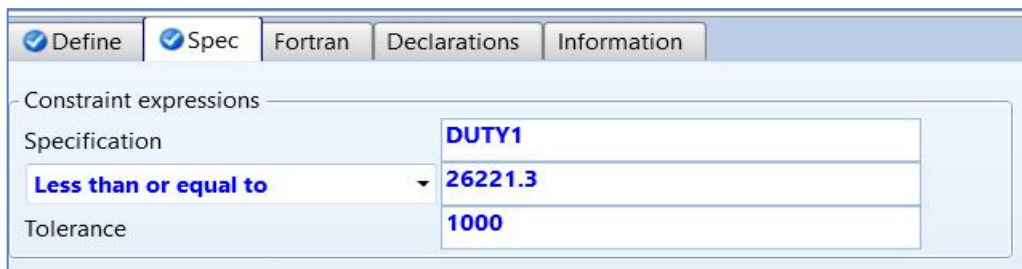 Define Spec Fortran Declarations Information
Constraint expressions
Specification DUTY1
Less than or equal to 26221.3
Tolerance 1000